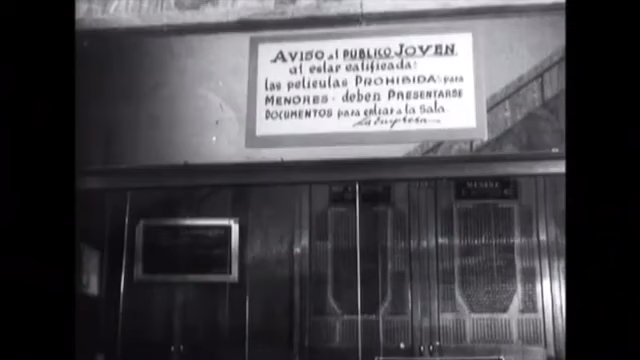 AVISO al PUBLICO JOVEN
al estar calificada:
las peliculas PROHIBIDA para
MENORES - deben PRESENTARSE
DOCUMENTOS para entrar a la Sala
La Empresa